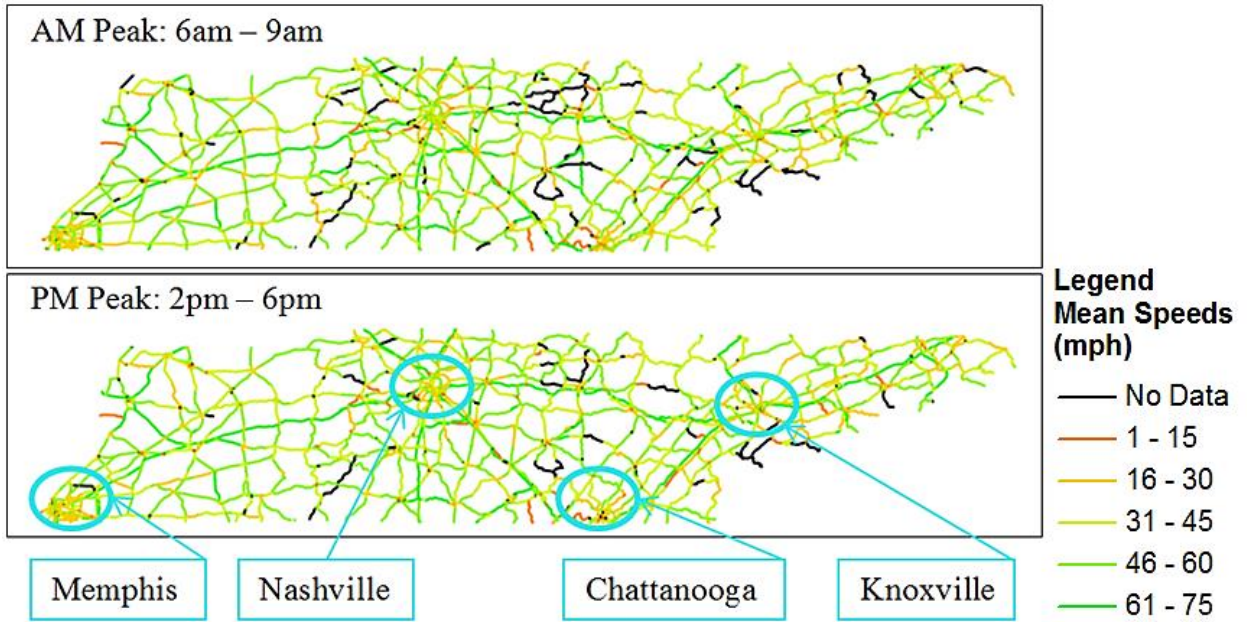 AM Peak: 6am – 9am
PM Peak: 2pm – 6pm
Memphis
Nashville
Chattanooga
Knoxville
Legend
Mean Speeds
(mph)
No Data
1 - 15
16 - 30
31 - 45
46 - 60
61 - 75